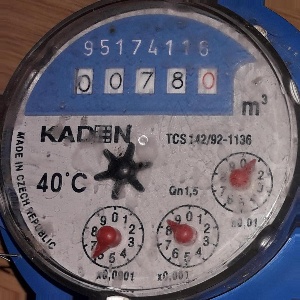 95174116
00780
m³
KADEN
TCS 142/92-1136
MADE IN CZECH REPUBLIC
40°C
Qn1,5
x0.01
x0,0001
x0,001